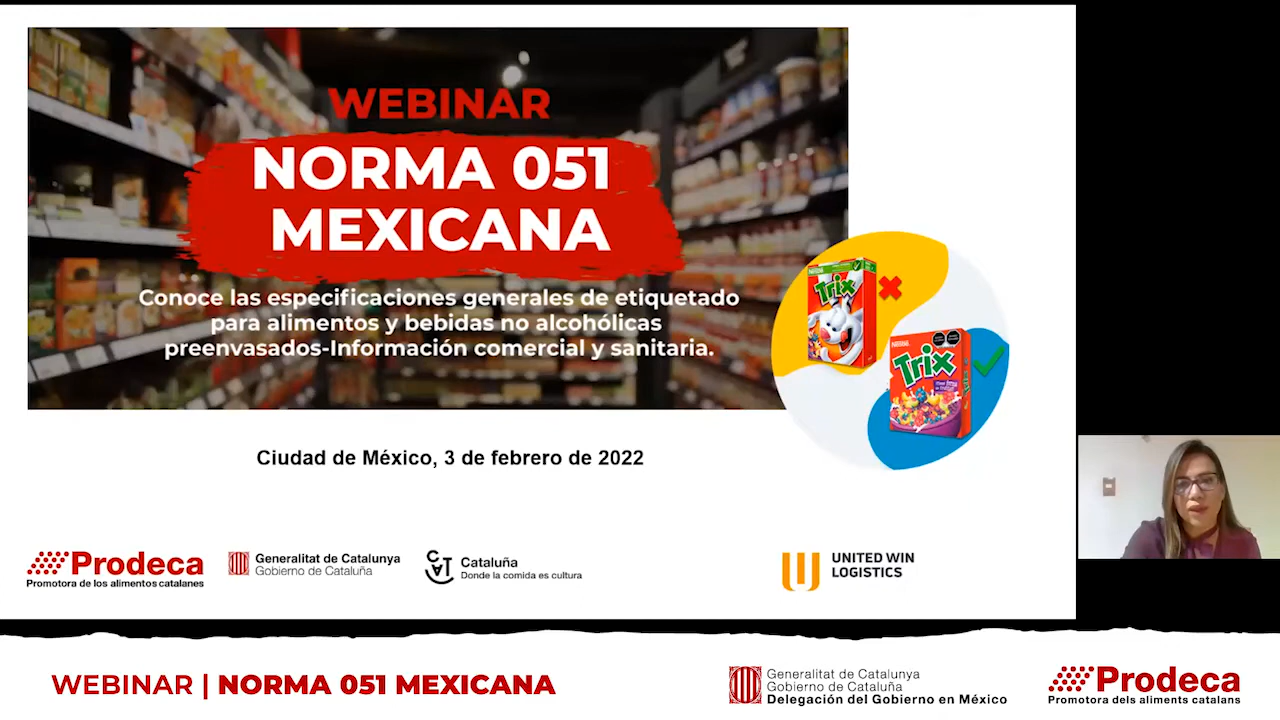 WEBINAR
NORMA 051
MEXICANA
Conoce las especificaciones generales de etiquetado
para alimentos y bebidas no alcohólicas
preenvasados-Información comercial y sanitaria.
NESTLÉ
Trix
NESTLÉ
Trix
Ciudad de México, 3 de febrero de 2022
Prodeca
Promotora de los alimentos catalanes
Generalitat de Catalunya
Gobierno de Cataluña
CAT
Cataluña
Donde la comida es cultura
UNITED WIN
LOGISTICS
WEBINAR | NORMA 051 MEXICANA
Generalitat de Catalunya
Gobierno de Cataluña
Delegación del Gobierno en México
Prodeca
Promotora dels aliments catalans